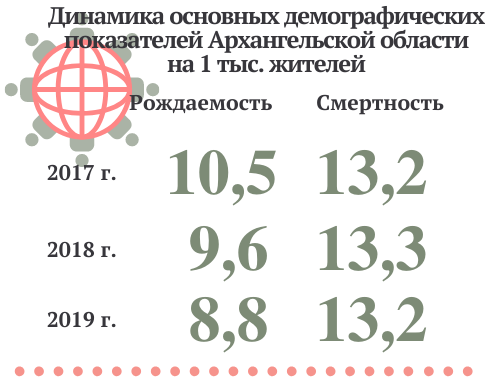 Динамика основных демографических
показателей Архангельской области
на 1 тыс. жителей
Рождаемость Смертность
2017 г. 10,5 13,2
2018 г. 9,6 13,3
2019 г. 8,8 13,2